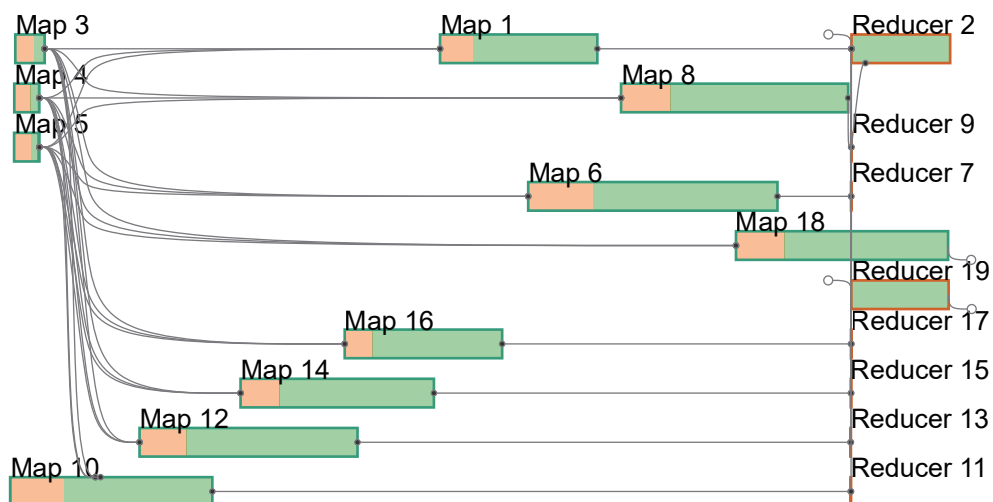 Map 3 Map 1 Reducer 2
Map 4 Map 8
Map 5 Reducer 9
Map 6 Reducer 7
Map 18
Reducer 19
Map 16 Reducer 17
Map 14 Reducer 15
Map 12 Reducer 13
Map 10 Reducer 11